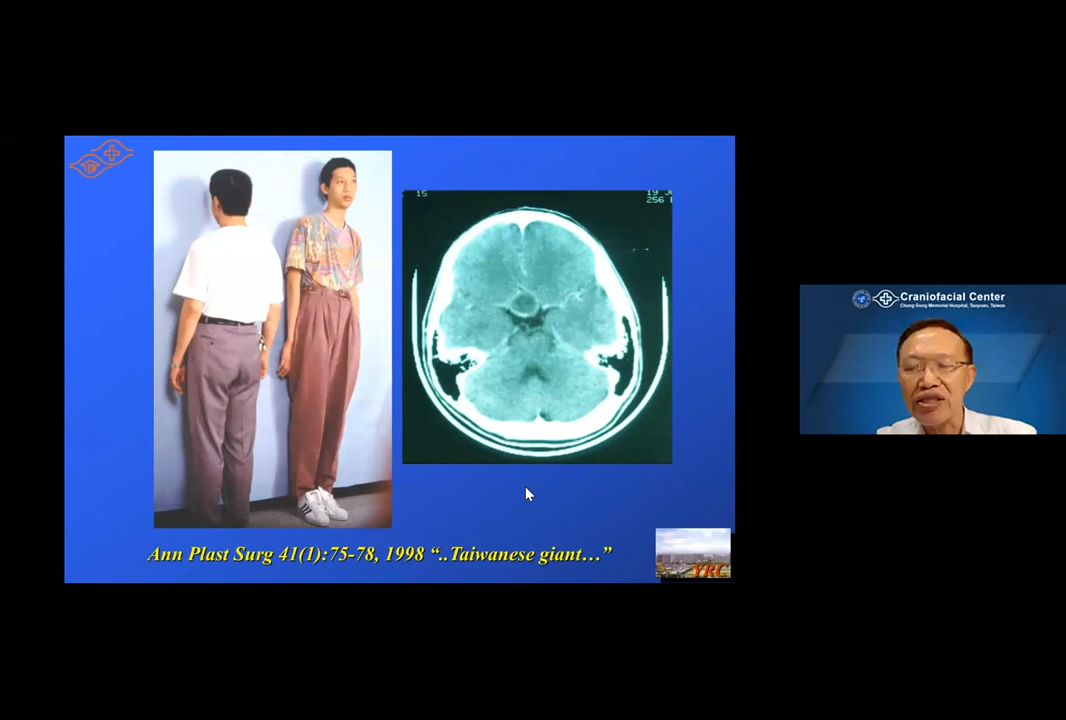 15
256
Ann Plast Surg 41(1):75-78, 1998 “..Taiwanese giant…”
YRC
Craniofacial Center
Chang Gung Memorial Hospital, Taoyuan, Taiwan